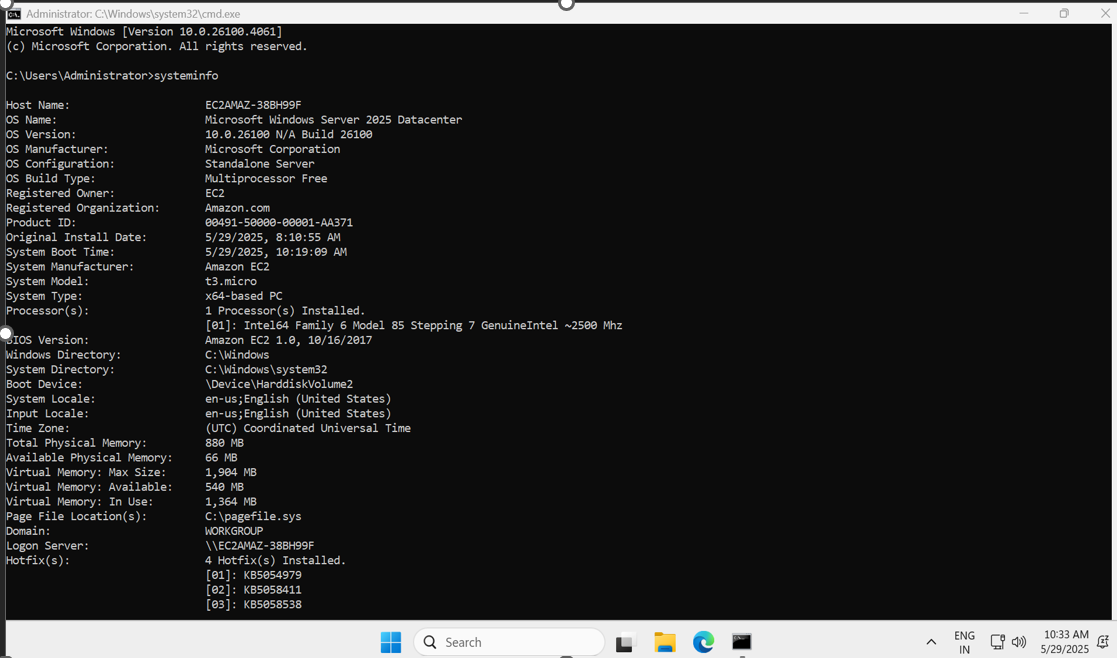 Administrator: C:\Windows\system32\cmd.exe
Microsoft Windows [Version 10.0.26100.4061]
(c) Microsoft Corporation. All rights reserved.
C:\Users\Administrator>systeminfo
Host Name: EC2AMAZ-38BH99F
OS Name: Microsoft Windows Server 2025 Datacenter
OS Version: 10.0.26100 N/A Build 26100
OS Manufacturer: Microsoft Corporation
OS Configuration: Standalone Server
OS Build Type: Multiprocessor Free
Registered Owner: EC2
Registered Organization: Amazon.com
Product ID: 00491-50000-00001-AA371
Original Install Date: 5/29/2025, 8:10:55 AM
System Boot Time: 5/29/2025, 10:19:09 AM
System Manufacturer: Amazon EC2
System Model: t3.micro
System Type: x64-based PC
Processor(s): 1 Processor(s) Installed.
[01]: Intel64 Family 6 Model 85 Stepping 7 GenuineIntel ~2500 Mhz
BIOS Version: Amazon EC2 1.0, 10/16/2017
Windows Directory: C:\Windows
System Directory: C:\Windows\system32
Boot Device: \Device\HarddiskVolume2
System Locale: en-us;English (United States)
Input Locale: en-us;English (United States)
Time Zone: (UTC) Coordinated Universal Time
Total Physical Memory: 880 MB
Available Physical Memory: 66 MB
Virtual Memory: Max Size: 1,904 MB
Virtual Memory: Available: 540 MB
Virtual Memory: In Use: 1,364 MB
Page File Location(s): C:\pagefile.sys
Domain: WORKGROUP
Logon Server: \\EC2AMAZ-38BH99F
Hotfix(s): 4 Hotfix(s) Installed.
[01]: KB5054979
[02]: KB5058411
[03]: KB5058538
Search
ENG
IN
10:33 AM
5/29/2025